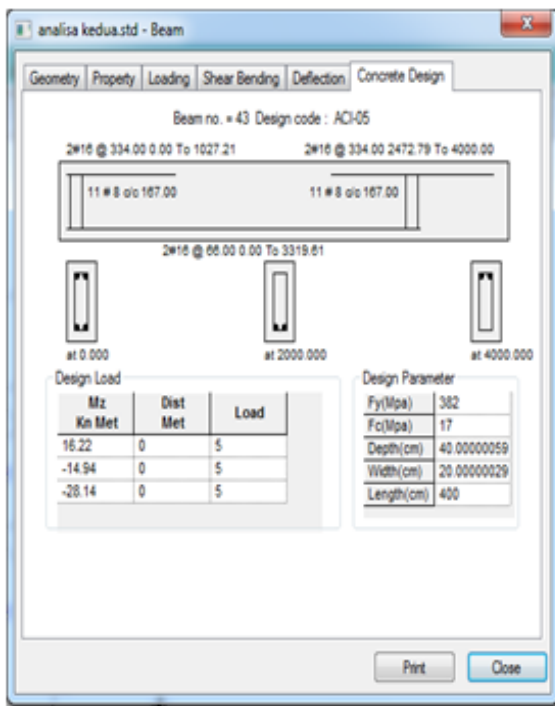 analisa kedua.std - Beam
Geometry Property Loading Shear Bending Deflection Concrete Design
Beam no. = 43 Design code : ACI-05
2#16 @ 334.00 0.00 To 1027.21 2#16 @ 334.00 2472.79 To 4000.00
11 # 8 c/c 167.00 11 # 8 c/c 167.00
2#16 @ 66.00 0.00 To 3319.61
at 0.000 at 2000.000 at 4000.000
Design Load Design Parameter
Mz Kn Met Dist Met Load
16.22 0 5
-14.94 0 5
-28.14 0 5
Fy(Mpa) 382
Fc(Mpa) 17
Depth(cm) 40.00000059
Width(cm) 20.00000029
Length(cm) 400
Print Close